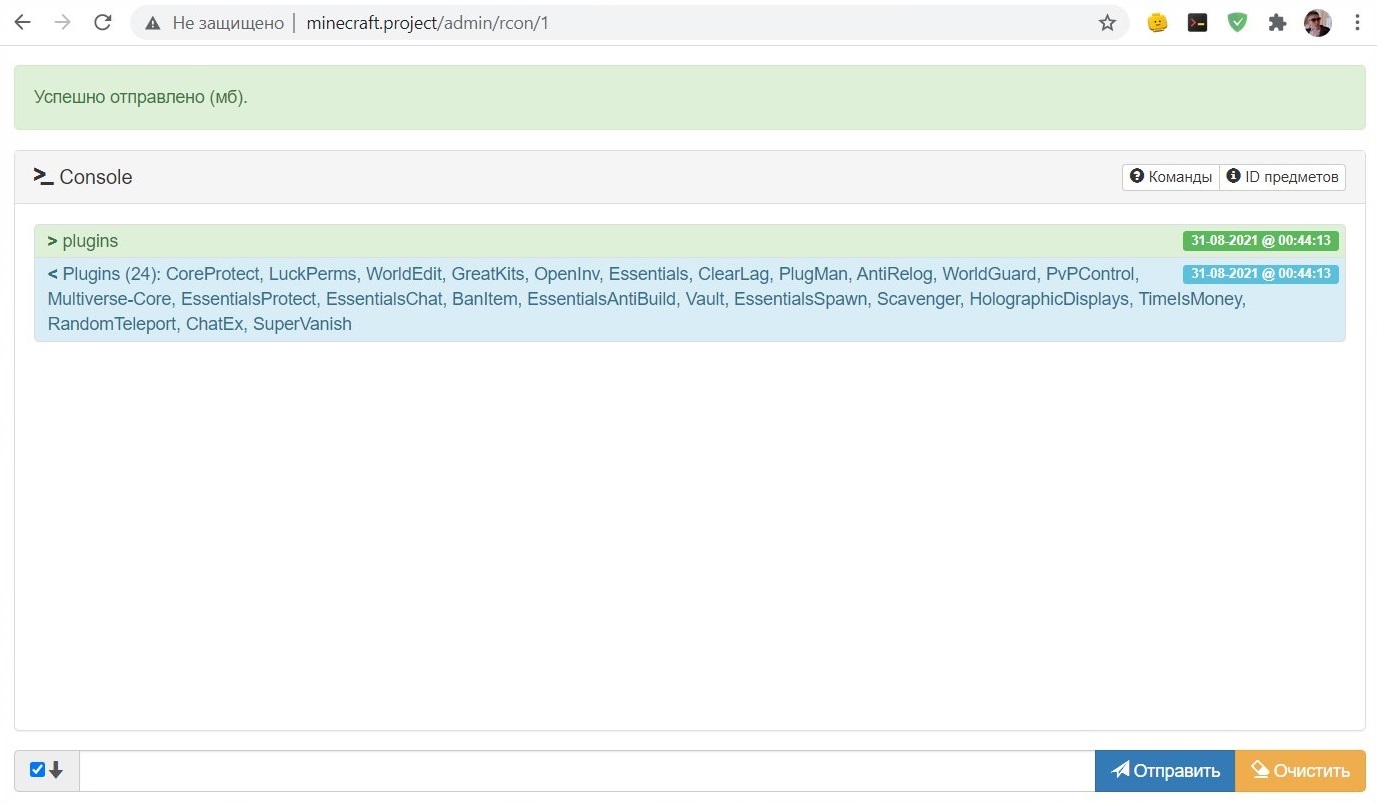 Не защищено | minecraft.project/admin/rcon/1
Успешно отправлено (мб).
>_ Console
Команды
ID предметов
> plugins
31-08-2021 @ 00:44:13
< Plugins (24): CoreProtect, LuckPerms, WorldEdit, GreatKits, OpenInv, Essentials, ClearLag, PlugMan, AntiRelog, WorldGuard, PvPControl,
31-08-2021 @ 00:44:13
Multiverse-Core, EssentialsProtect, EssentialsChat, BanItem, EssentialsAntiBuild, Vault, EssentialsSpawn, Scavenger, HolographicDisplays, TimeIsMoney,
RandomTeleport, ChatEx, SuperVanish
Отправить
Очистить